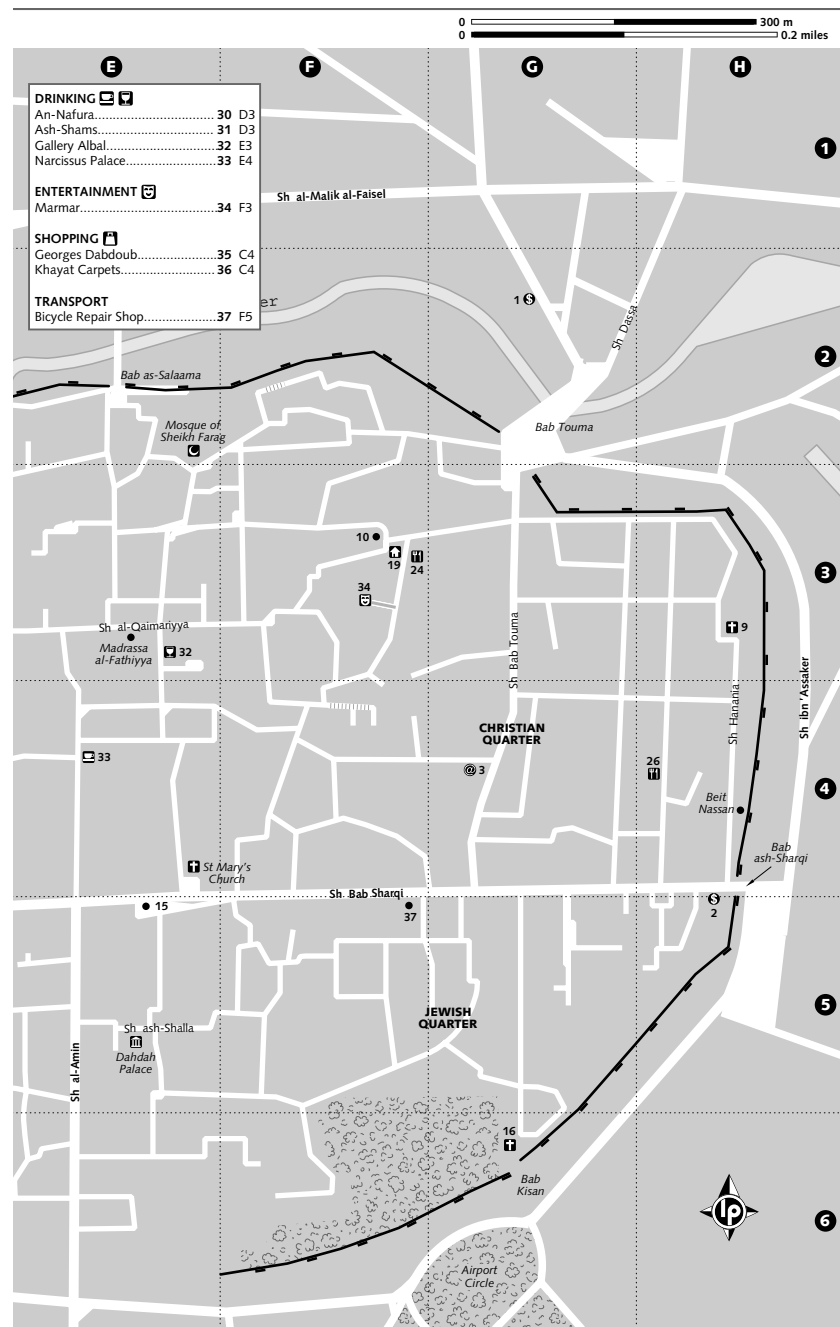 0 300 m
0 0.2 miles
E F G H
DRINKING
An-Nafura.................................. 30 D3
Ash-Shams................................ 31 D3
Gallery Albal.............................. 32 E3
Narcissus Palace........................ 33 E4
ENTERTAINMENT
Marmar.....................................34 F3
SHOPPING
Georges Dabdoub..................... 35 C4
Khayat Carpets.......................... 36 C4
TRANSPORT
Bicycle Repair Shop................... 37 F5
1
Sh al-Malik al-Faisel
er
1
Sh Dassa
2
Bab as-Salaama
Mosque of
Sheikh Farag
Bab Touma
10
19
24
34
3
9
Sh al-Qaimariyya
Madrassa
al-Fathiyya
32
Sh Bab Touma
Sh Hanania
Sh ibn 'Assaker
CHRISTIAN
QUARTER
33
3
26
4
Beit
Nassan
Bab
ash-Sharqi
St Mary's
Church
Sh Bab Sharqi
15
37
2
5
JEWISH
QUARTER
Sh ash-Shalla
Dahdah
Palace
Sh al-Amin
16
Bab
Kisan
lp
6
Airport
Circle